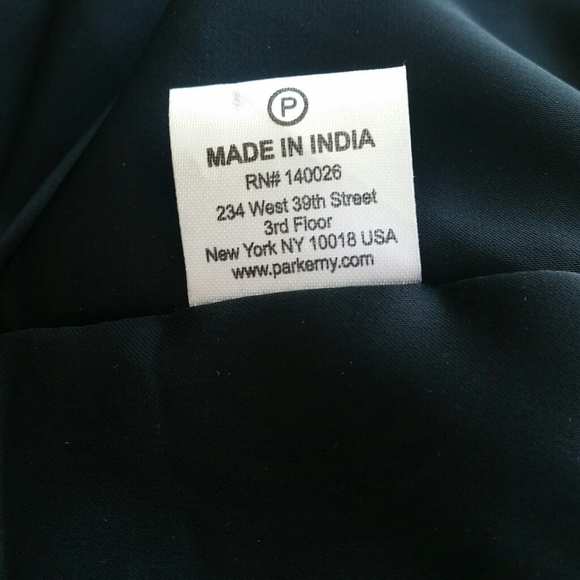 P
MADE IN INDIA
RN# 140026
234 West 39th Street
3rd Floor
New York NY 10018 USA
www.parkerny.com